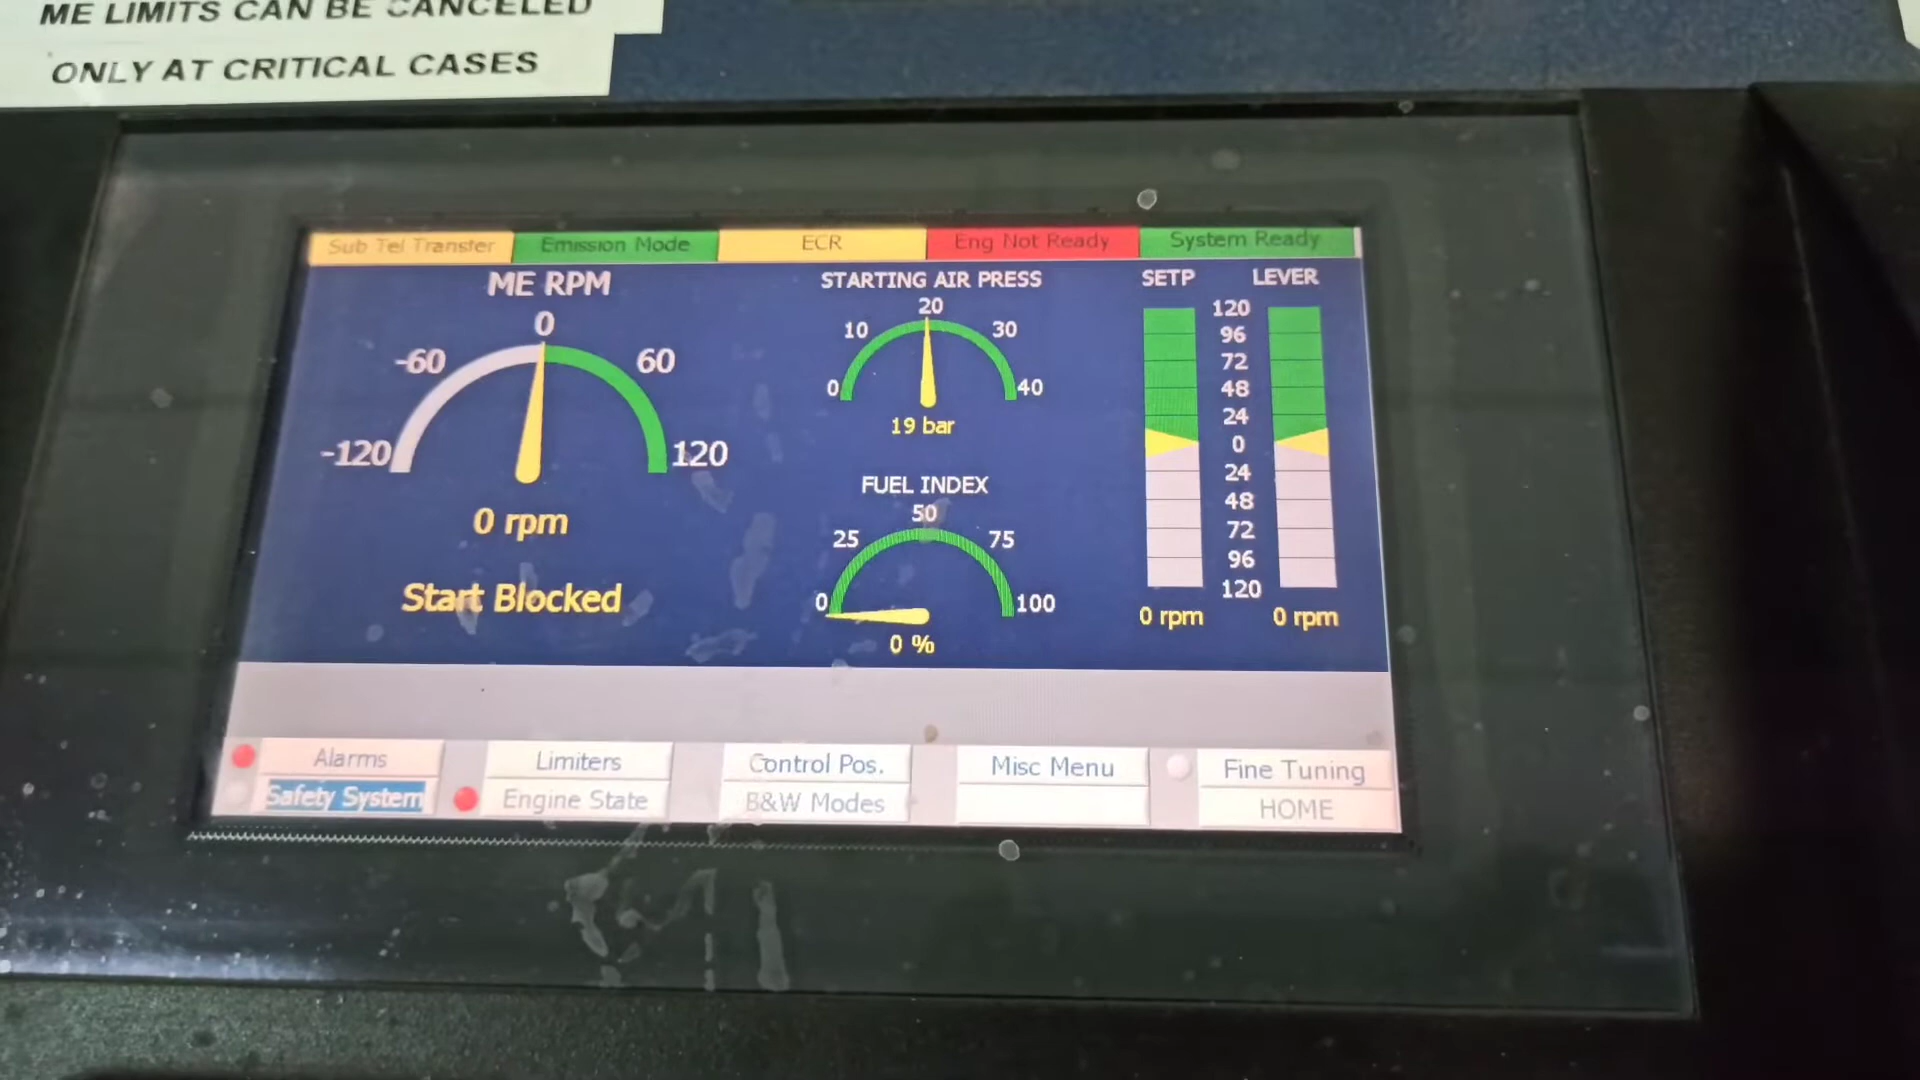 ME LIMITS CAN BE CANCELED
ONLY AT CRITICAL CASES
Sub Tel Transfer
Emission Mode
ECR
Eng Not Ready
System Ready
ME RPM
0
-60
60
-120
120
0 rpm
Start Blocked
STARTING AIR PRESS
20
10
30
0
40
19 bar
FUEL INDEX
50
25
75
0
100
0 %
SETP
LEVER
120
96
72
48
24
0
24
48
72
96
120
0 rpm
0 rpm
Alarms
Limiters
Control Pos.
Misc Menu
Fine Tuning
Safety System
Engine State
B&W Modes
HOME